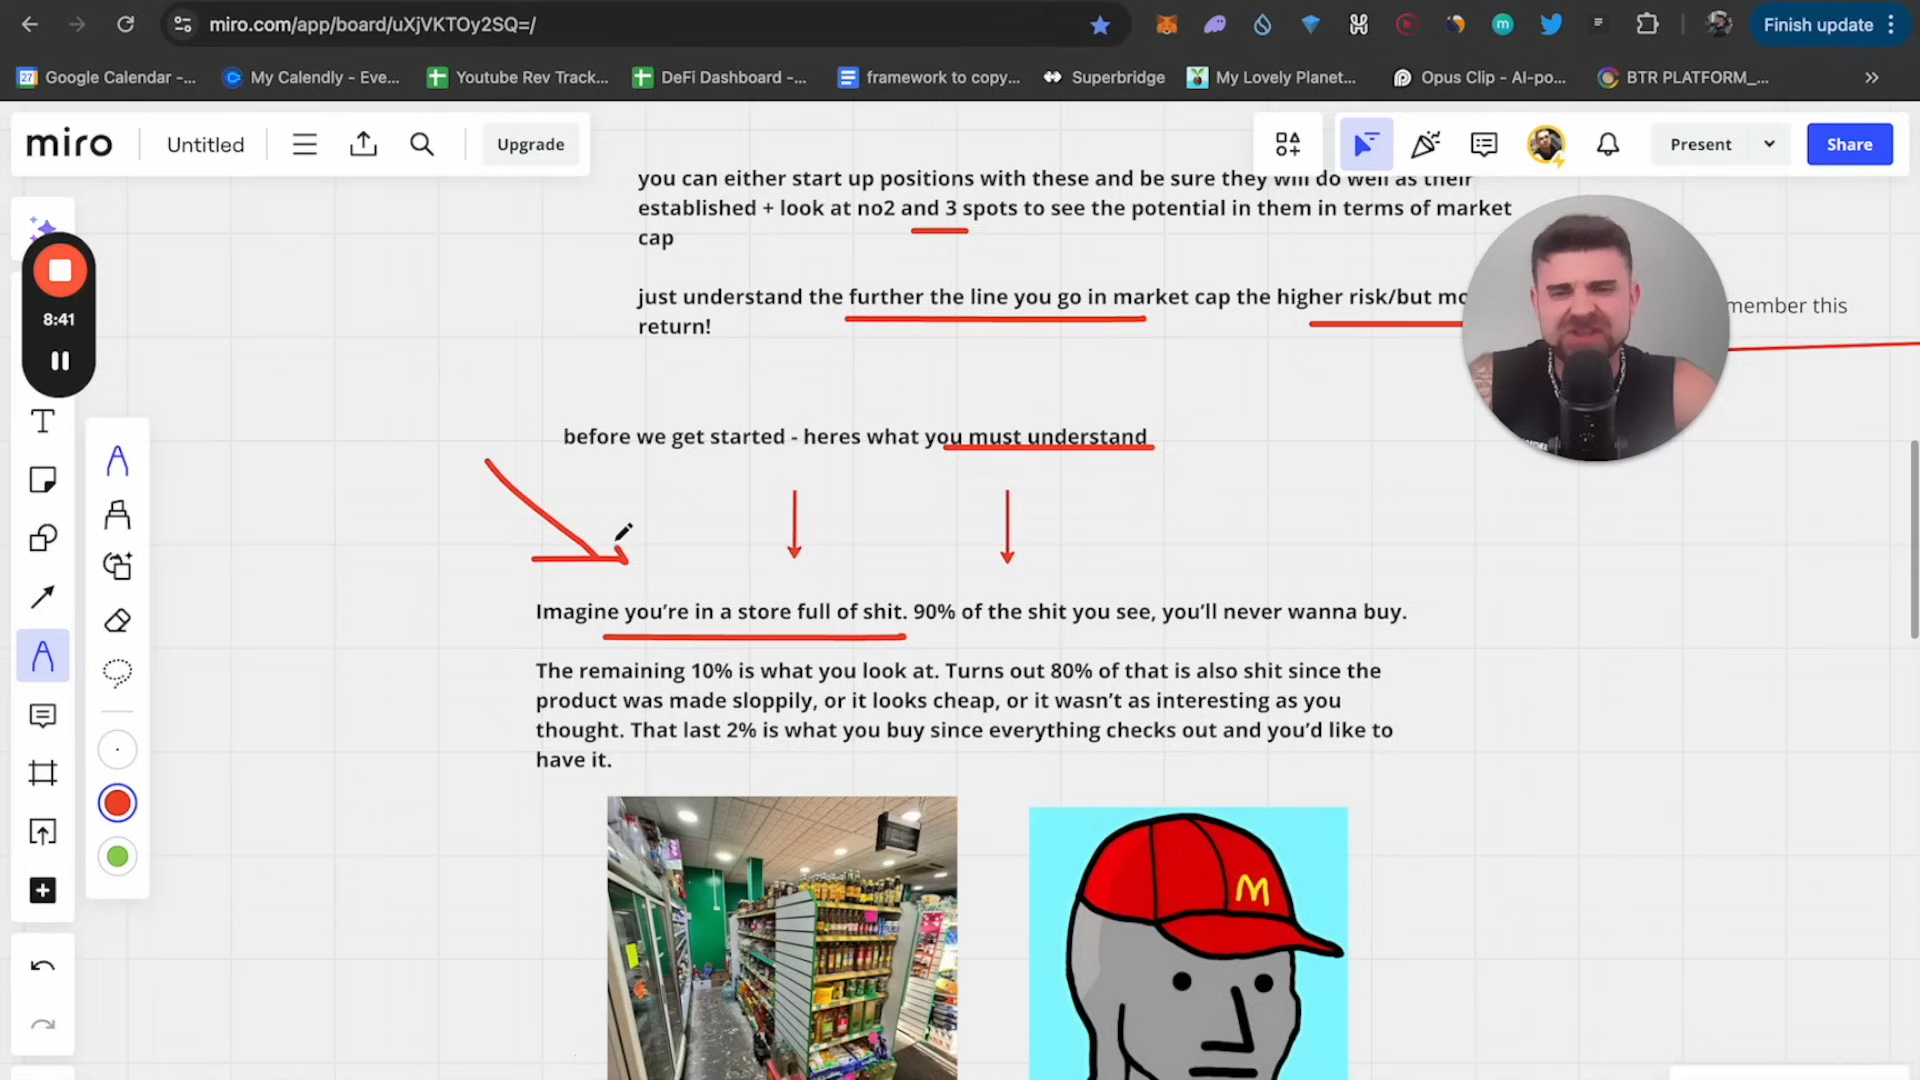 miro.com/app/board/uXjVKTOy2SQ=/
Finish update
Google Calendar -...
My Calendly - Eve...
Youtube Rev Track...
DeFi Dashboard -...
framework to copy...
Superbridge
My Lovely Planet...
Opus Clip - AI-po...
BTR PLATFORM_...
miro
Untitled
Upgrade
Present
Share
you can either start up positions with these and be sure they will do well as their
established + look at no2 and 3 spots to see the potential in them in terms of market
cap
8:41
just understand the further the line you go in market cap the higher risk/but mo
return!
member this
before we get started - heres what you must understand
Imagine you're in a store full of shit. 90% of the shit you see, you'll never wanna buy.
The remaining 10% is what you look at. Turns out 80% of that is also shit since the
product was made sloppily, or it looks cheap, or it wasn't as interesting as you
thought. That last 2% is what you buy since everything checks out and you'd like to
have it.
M